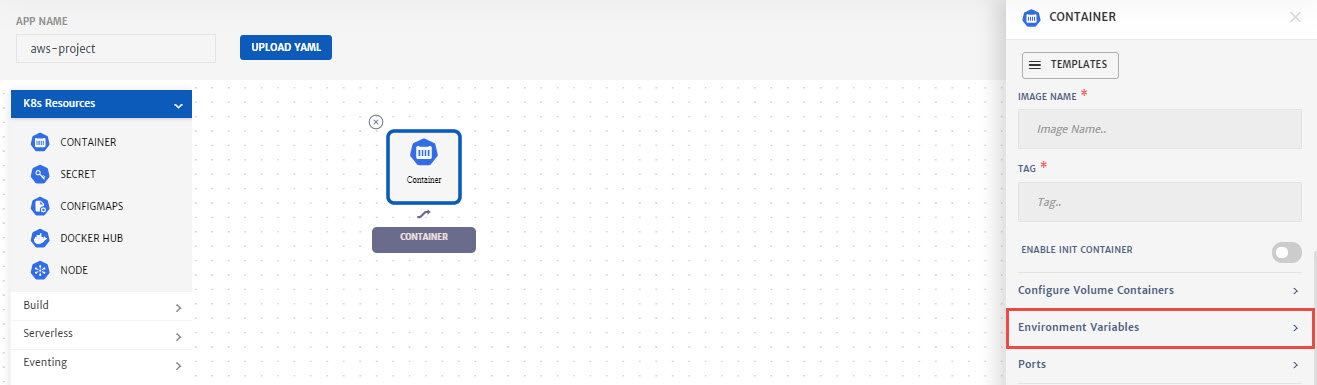 APP NAME
aws-project
UPLOAD YAML
K8s Resources
CONTAINER
SECRET
CONFIGMAPS
DOCKER HUB
NODE
Build
Serverless
Eventing
Container
CONTAINER
CONTAINER
TEMPLATES
IMAGE NAME *
Image Name..
TAG *
Tag..
ENABLE INIT CONTAINER
Configure Volume Containers
Environment Variables
Ports